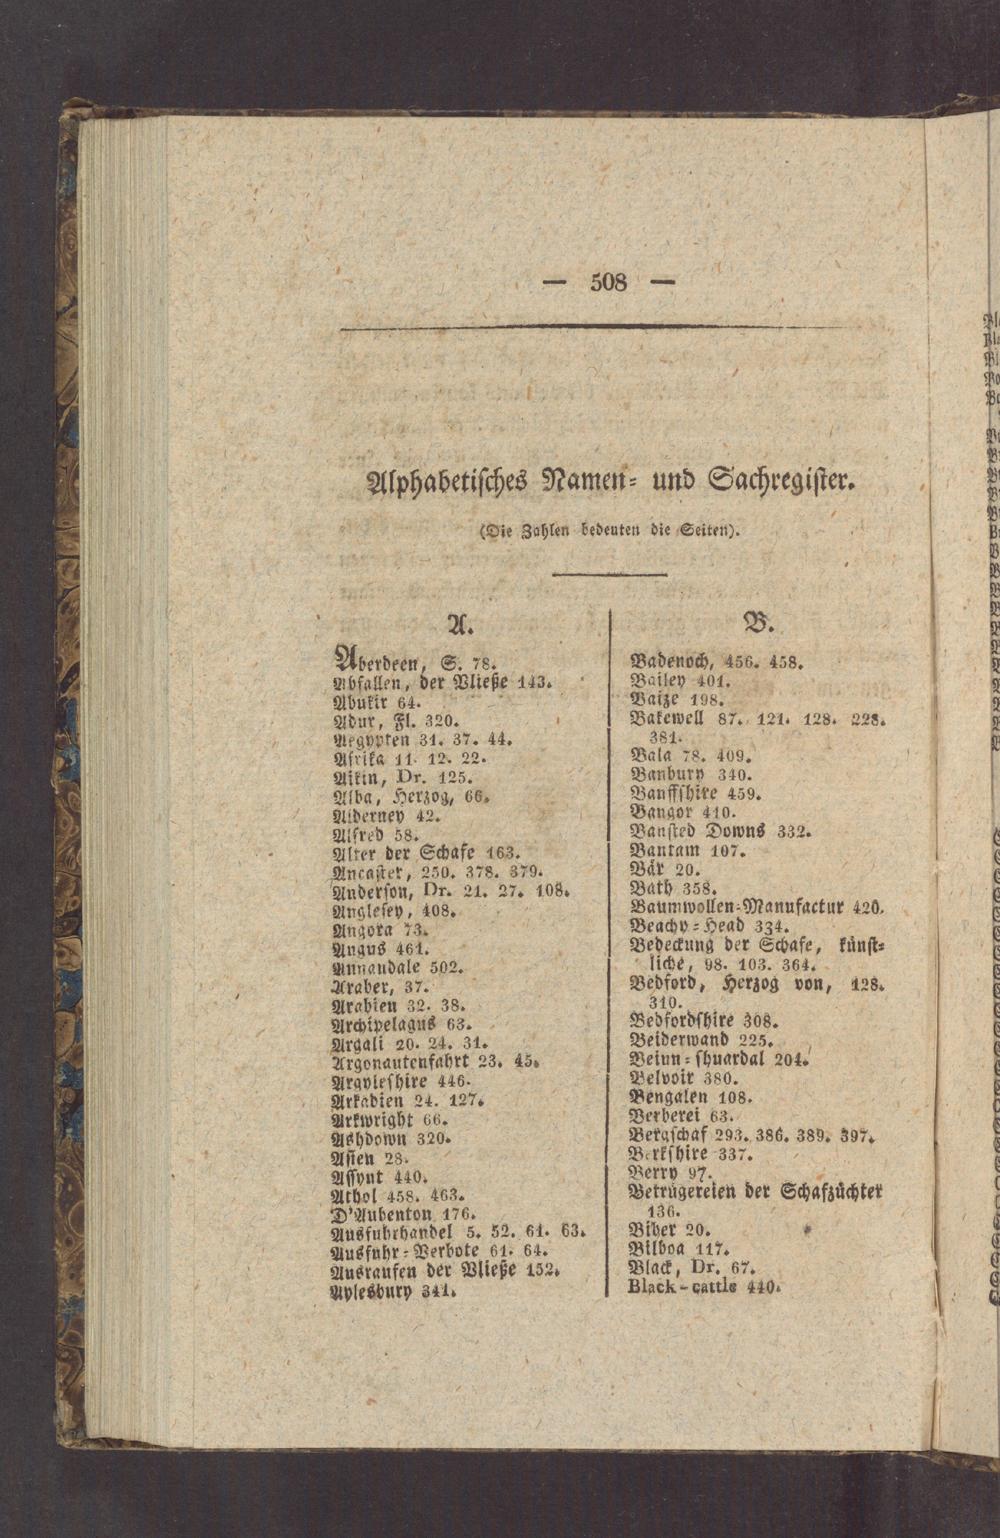 — 508 —
Alphabetisches Namen- und Sachregister.
(Die Zahlen bedeuten die Seiten).
A.
Aberdeen, S. 78.
Abfallen, der Vließe 143.
Abukir 64.
Adur, Fl. 320.
Aegypten 31. 37. 44.
Afrika 11. 12. 22.
Aikin, Dr. 125.
Alba, Herzog, 66.
Alderney 42.
Alfred 58.
Alter der Schafe 163.
Ancaster, 250. 378. 379.
Anderson, Dr. 21. 27. 108.
Anglesey, 408.
Angora 73.
Angus 461.
Annandale 502.
Araber, 37.
Arabien 32. 38.
Archipelagus 63.
Argali 20. 24. 31.
Argonautenfahrt 23. 45.
Argyleshire 446.
Arkadien 24. 127.
Arkwright 66.
Ashdown 320.
Asien 28.
Assynt 440.
Athol 458. 463.
D'Aubenton 176.
Ausfuhrhandel 5. 52. 61. 63.
Ausfuhr-Verbote 61. 64.
Ausraufen der Vließe 152.
Aylesbury 341.
B.
Badenoch, 456. 458.
Bailey 401.
Baize 198.
Bakewell 87. 121. 128. 228.
381.
Bala 78. 409.
Banbury 340.
Banffshire 459.
Bangor 410.
Bansted Downs 332.
Bantam 107.
Bär 20.
Bath 358.
Baumwollen-Manufactur 420.
Beachy-Head 334.
Bedeckung der Schafe, künst-
liche, 98. 103. 364.
Bedford, Herzog von, 128.
310.
Bedfordshire 308.
Beiderwand 225.
Beinn-shuardal 204.
Belvoir 380.
Bengalen 108.
Berberei 63.
Bergschaf 293. 386. 389. 397.
Berkshire 337.
Berry 97.
Betrügereien der Schafzüchter
136.
Biber 20.
Bilboa 117.
Black, Dr. 67.
Black-cattle 440.